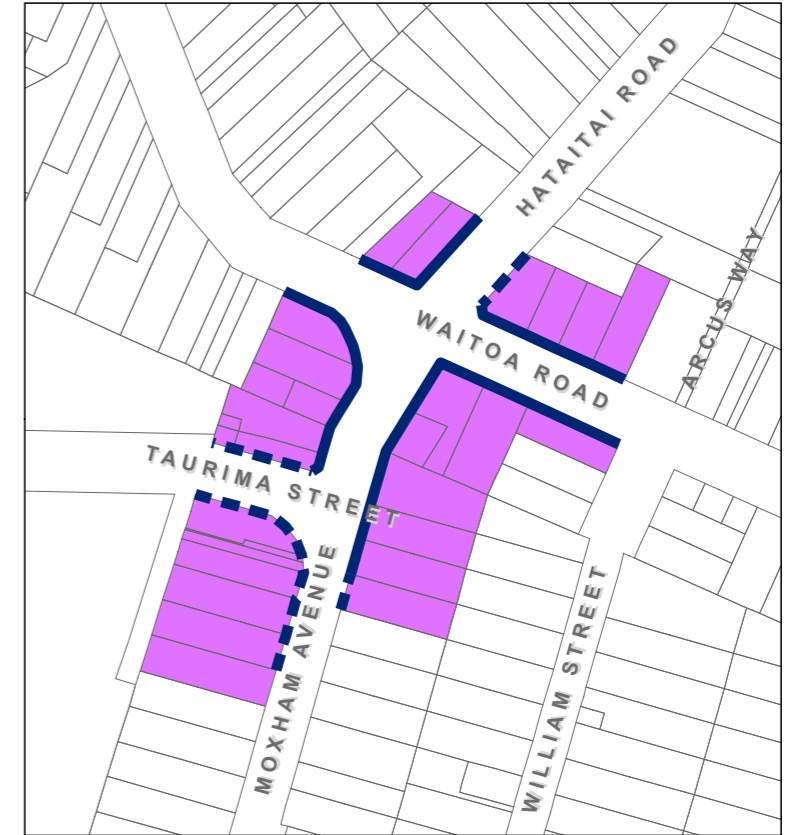 HATAITAI ROAD
ARCUS WAY
WAITOA ROAD
TAURIMA STREET
MOXHAM AVENUE
WILLIAM STREET